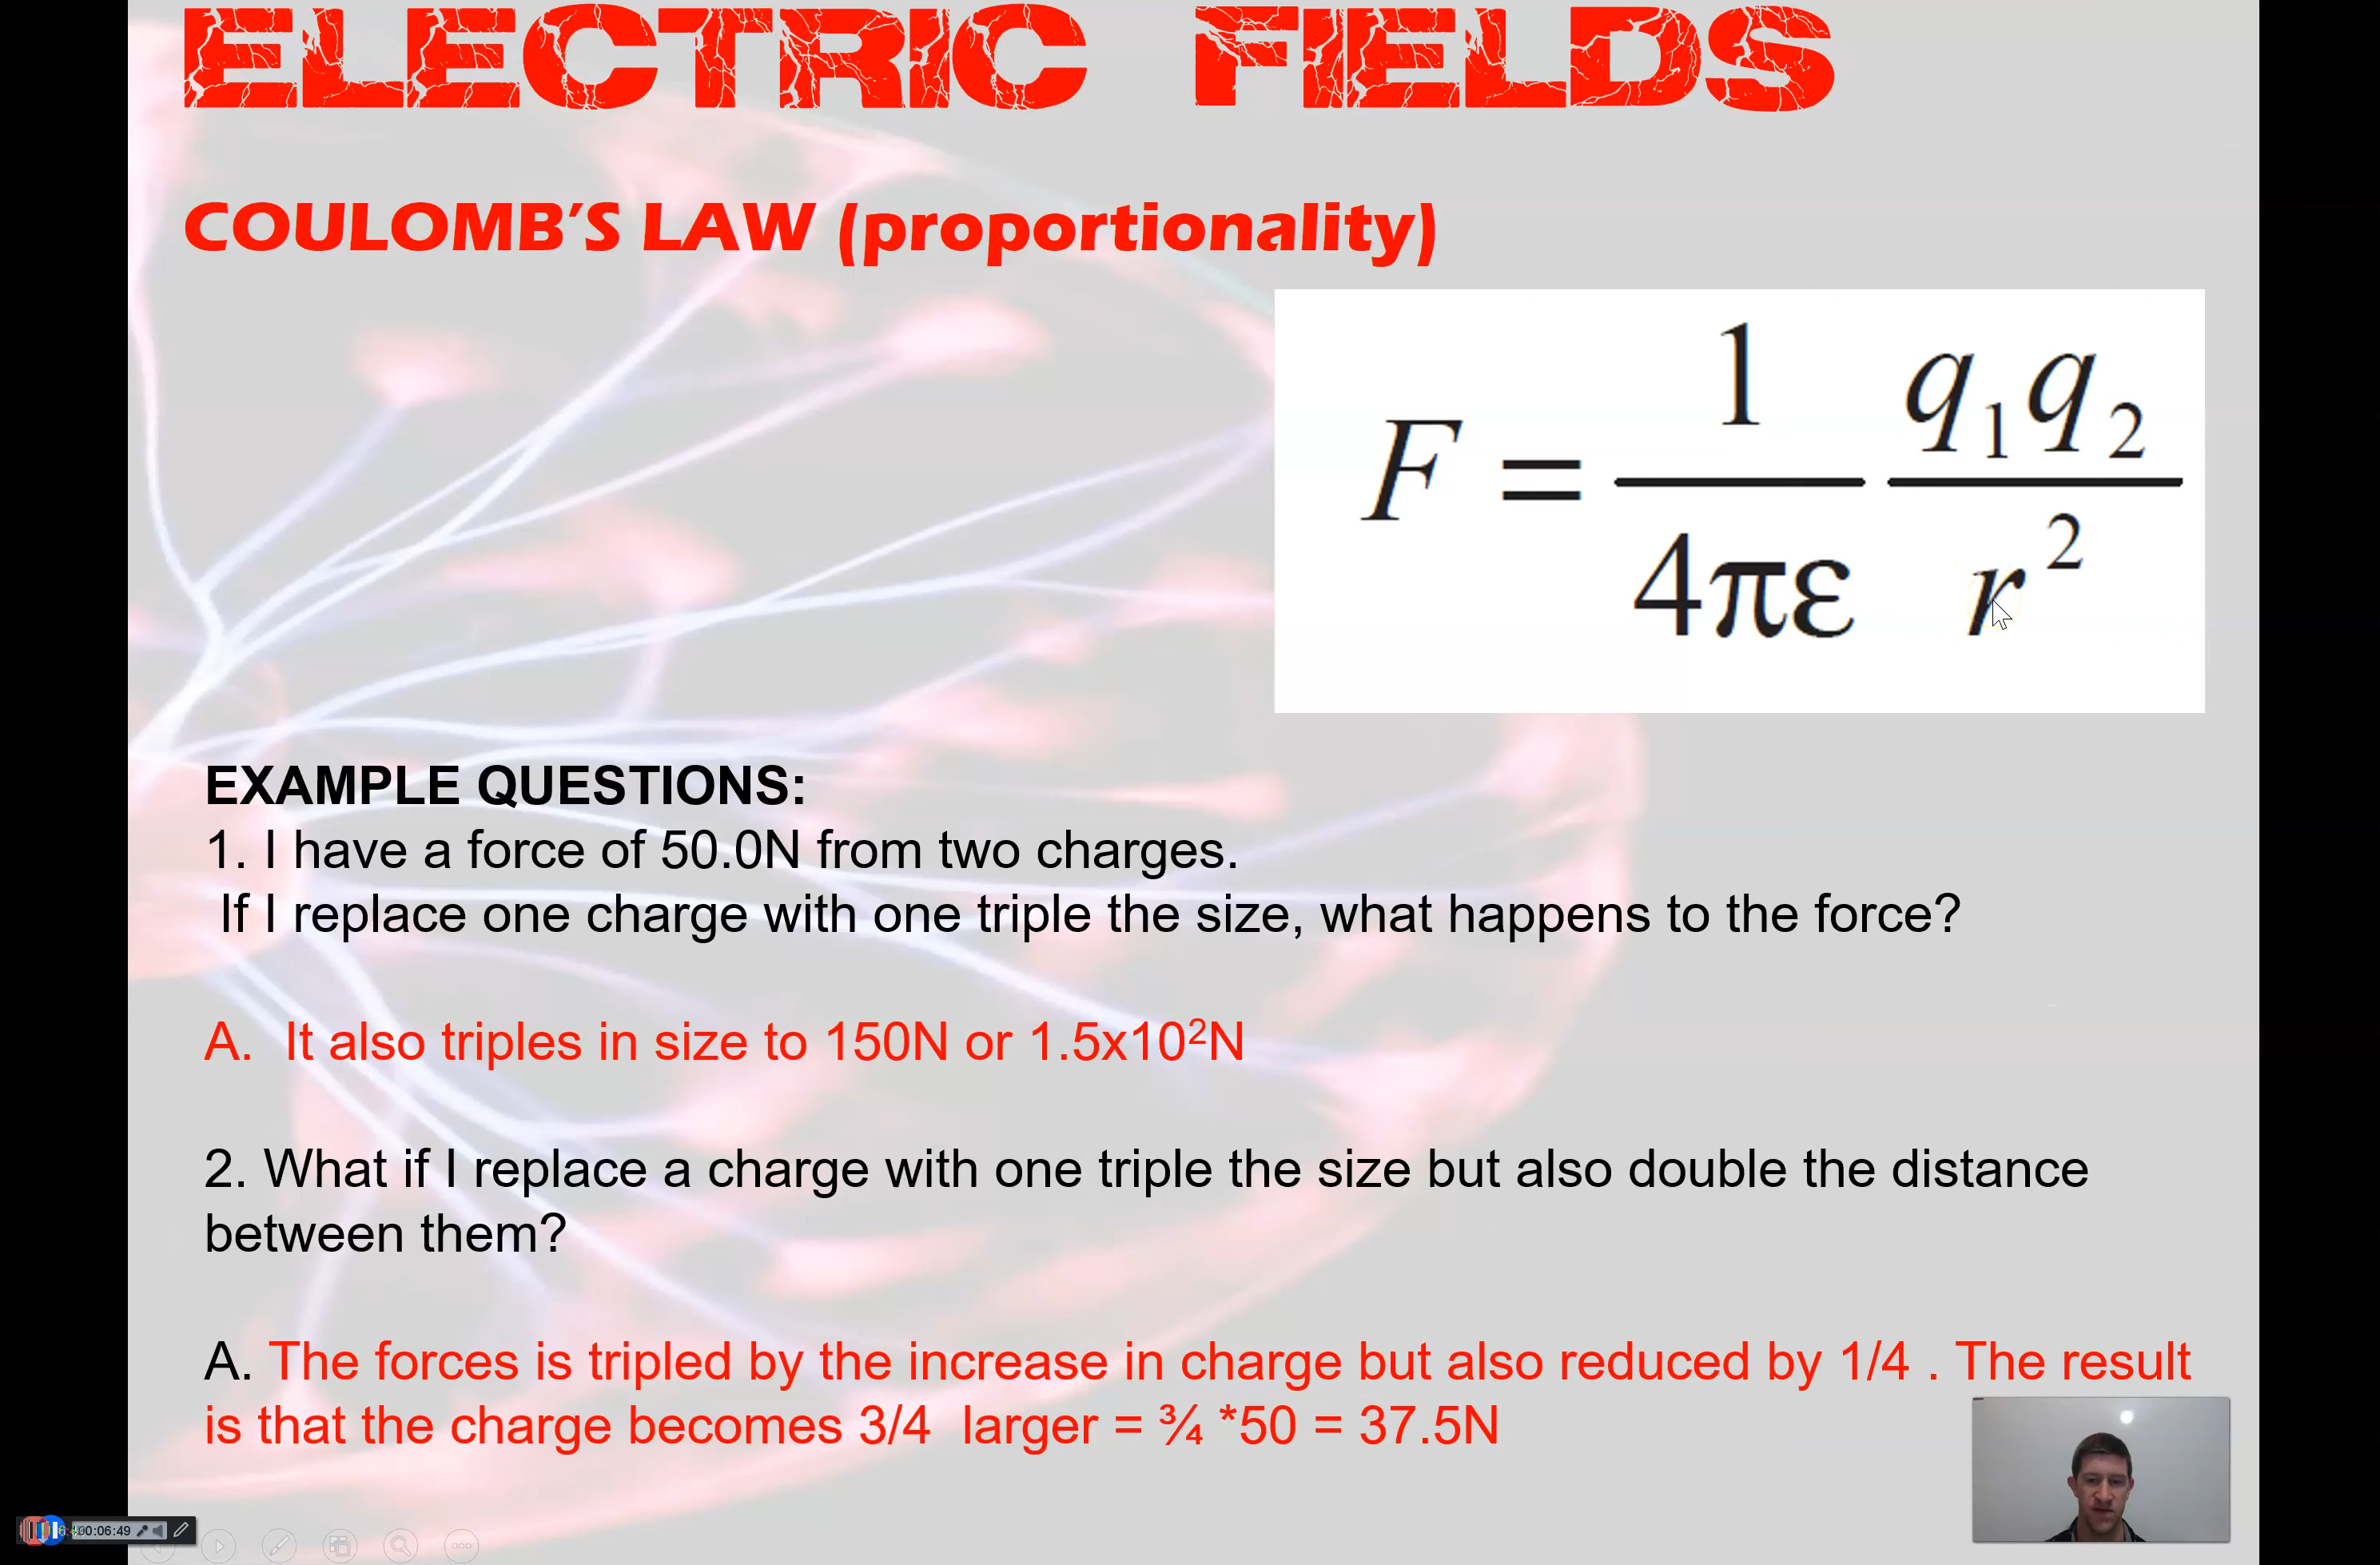 ELECTRIC FIELDS
COULOMB'S LAW (proportionality)
F = 1/4πε q₁q₂/r²
EXAMPLE QUESTIONS:
1. I have a force of 50.0N from two charges.
If I replace one charge with one triple the size, what happens to the force?
A. It also triples in size to 150N or 1.5x10²N
2. What if I replace a charge with one triple the size but also double the distance
between them?
A. The forces is tripled by the increase in charge but also reduced by 1/4 . The result
is that the charge becomes 3/4 larger = ¾ *50 = 37.5N
00:06:49